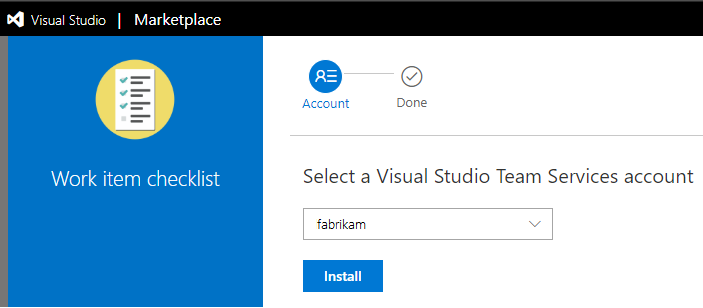 Visual Studio | Marketplace
Work item checklist
Account
Done
Select a Visual Studio Team Services account
fabrikam
Install